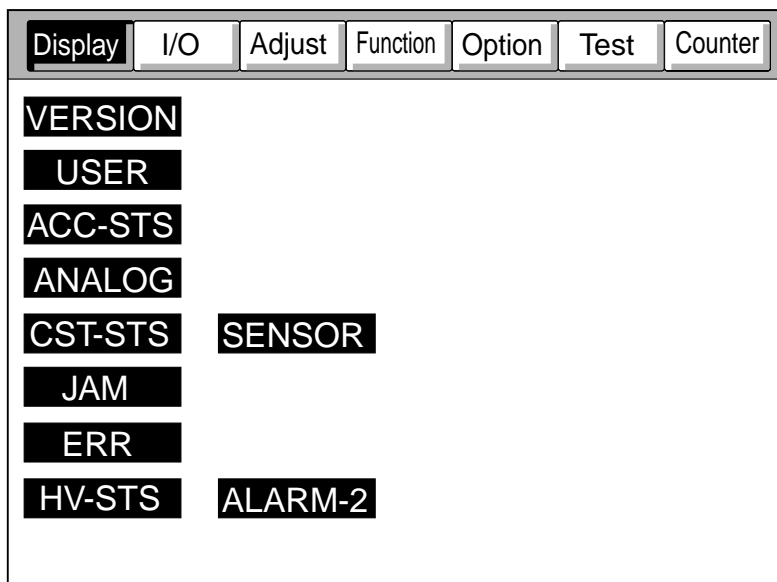 Display I/O Adjust Function Option Test Counter
VERSION
USER
ACC-STS
ANALOG
CST-STS SENSOR
JAM
ERR
HV-STS ALARM-2